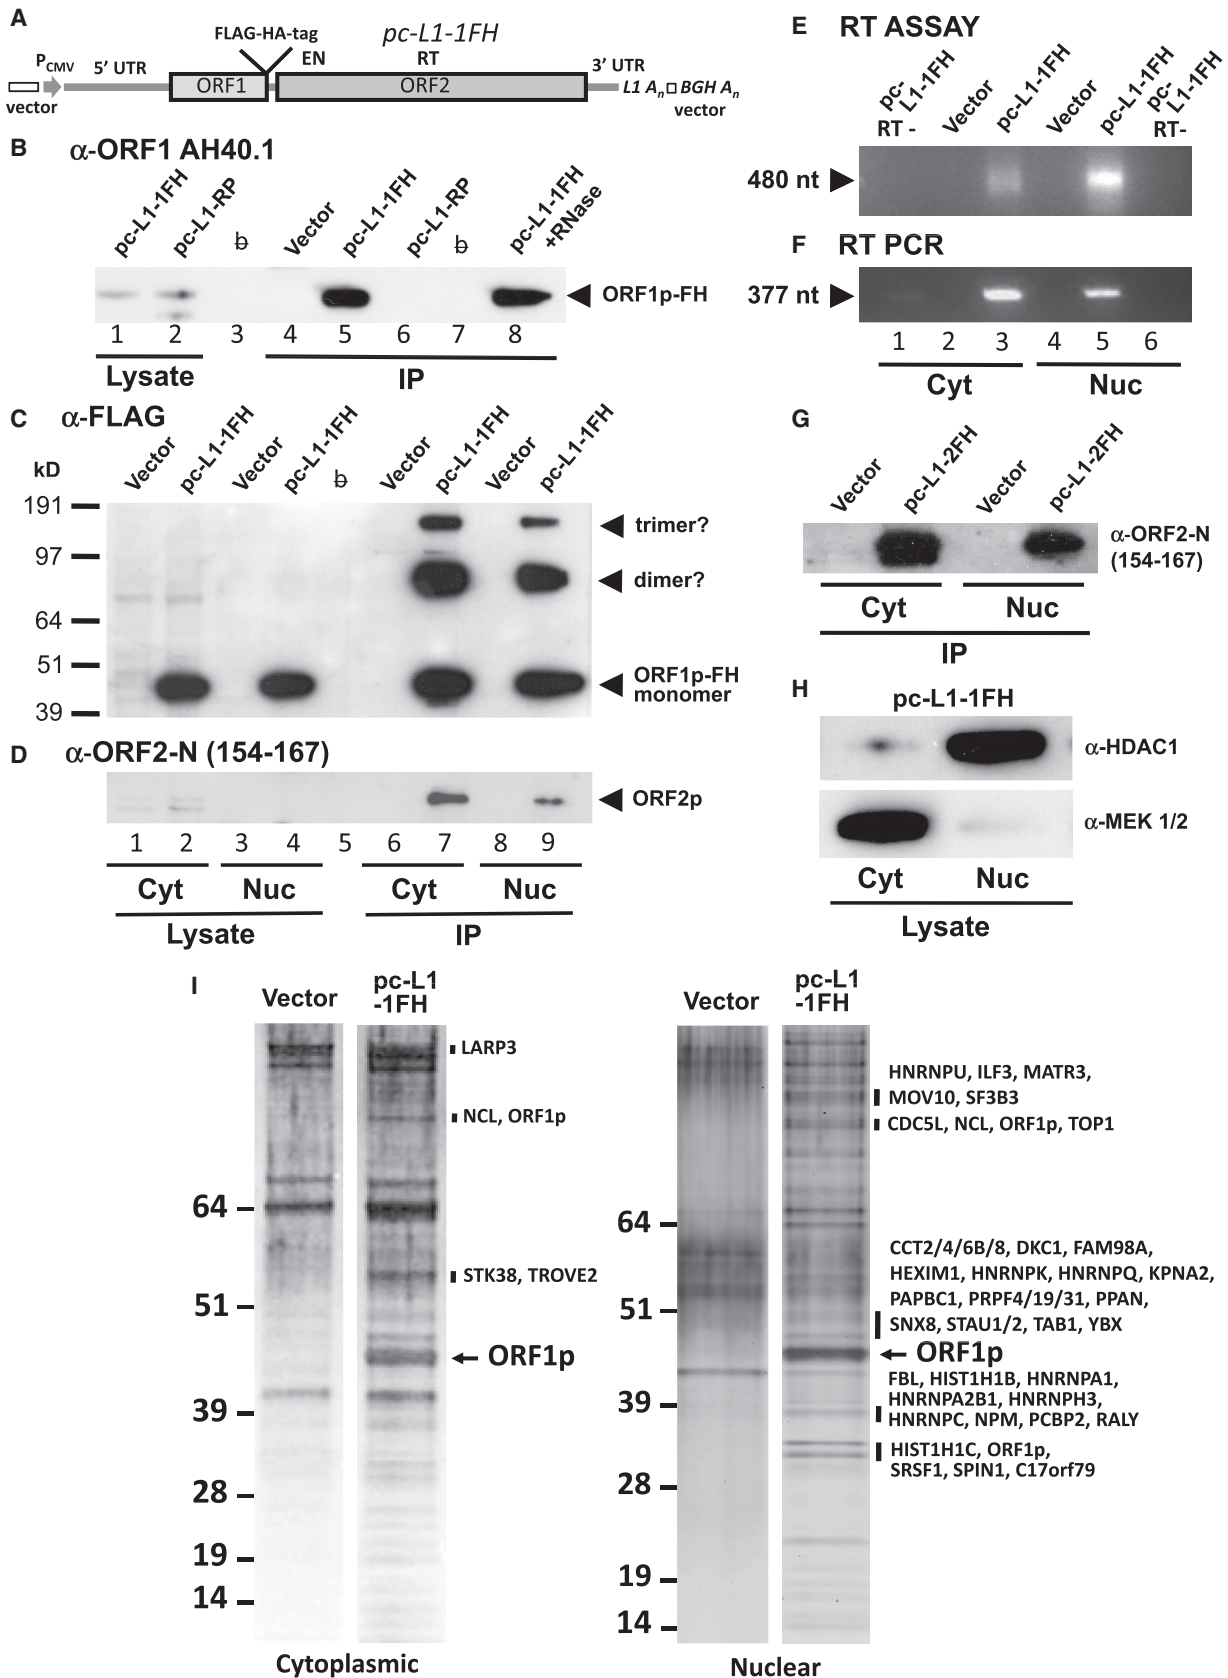 A
FLAG-HA-tag
pc-L1-1FH
PCMV
5' UTR
EN
RT
3' UTR
ORF1
ORF2
L1 An
BGH An
vector
vector
B
α-ORF1 AH40.1
pc-L1-1FH
pc-L1-RP
b
Vector
pc-L1-1FH
pc-L1-RP
b
pc-L1-1FH
+RNase
ORF1p-FH
1 2 3 4 5 6 7 8
Lysate
IP
C
α-FLAG
kD
Vector
pc-L1-1FH
Vector
pc-L1-1FH
b
Vector
pc-L1-1FH
Vector
pc-L1-1FH
191
97
64
51
39
trimer?
dimer?
ORF1p-FH
monomer
D
α-ORF2-N (154-167)
ORF2p
1 2 3 4 5 6 7 8 9
Cyt Nuc Cyt Nuc
Lysate IP
E
RT ASSAY
pc-
L1-1FH
RT -
Vector
pc-L1-1FH
Vector
pc-L1-1FH
pc-
L1-1FH
RT-
480 nt
F
RT PCR
377 nt
1 2 3 4 5 6
Cyt Nuc
G
Vector
pc-L1-2FH
Vector
pc-L1-2FH
α-ORF2-N
(154-167)
Cyt Nuc
IP
H
pc-L1-1FH
α-HDAC1
α-MEK 1/2
Cyt Nuc
Lysate
I
Vector
pc-L1
-1FH
LARP3
NCL, ORF1p
64
STK38, TROVE2
51
ORF1p
39
28
19
14
Cytoplasmic
Vector
pc-L1
-1FH
HNRNPU, ILF3, MATR3,
MOV10, SF3B3
CDC5L, NCL, ORF1p, TOP1
64
CCT2/4/6B/8, DKC1, FAM98A,
HEXIM1, HNRNPK, HNRNPQ, KPNA2,
PAPBC1, PRPF4/19/31, PPAN,
SNX8, STAU1/2, TAB1, YBX
51
ORF1p
FBL, HIST1H1B, HNRNPA1,
HNRNPA2B1, HNRNPH3,
HNRNPC, NPM, PCBP2, RALY
39
HIST1H1C, ORF1p,
SRSF1, SPIN1, C17orf79
28
19
14
Nuclear